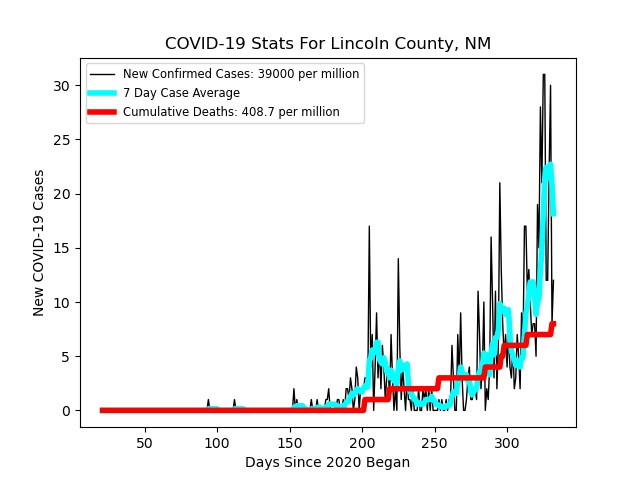 COVID-19 Stats For Lincoln County, NM
New Confirmed Cases: 39000 per million
7 Day Case Average
Cumulative Deaths: 408.7 per million
New COVID-19 Cases
30
25
20
15
10
5
0
50 100 150 200 250 300
Days Since 2020 Began